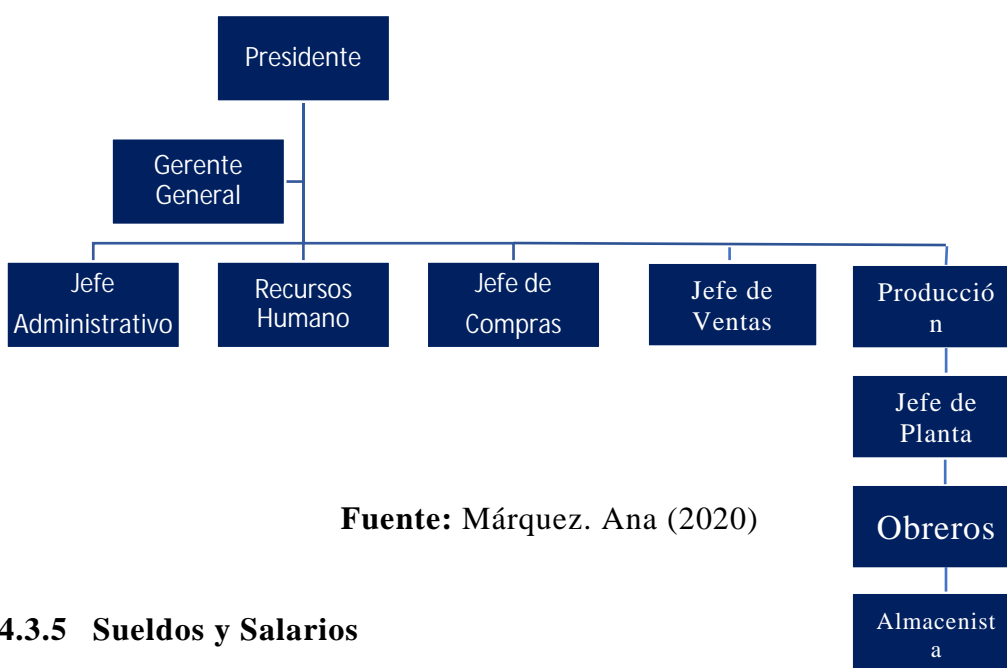 Presidente
Gerente
General
Jefe
Administrativo
Recursos
Humano
Jefe de
Compras
Jefe de
Ventas
Producció
n
Jefe de
Planta
Fuente: Márquez. Ana (2020)
Obreros
4.3.5 Sueldos y Salarios
Almacenist
a